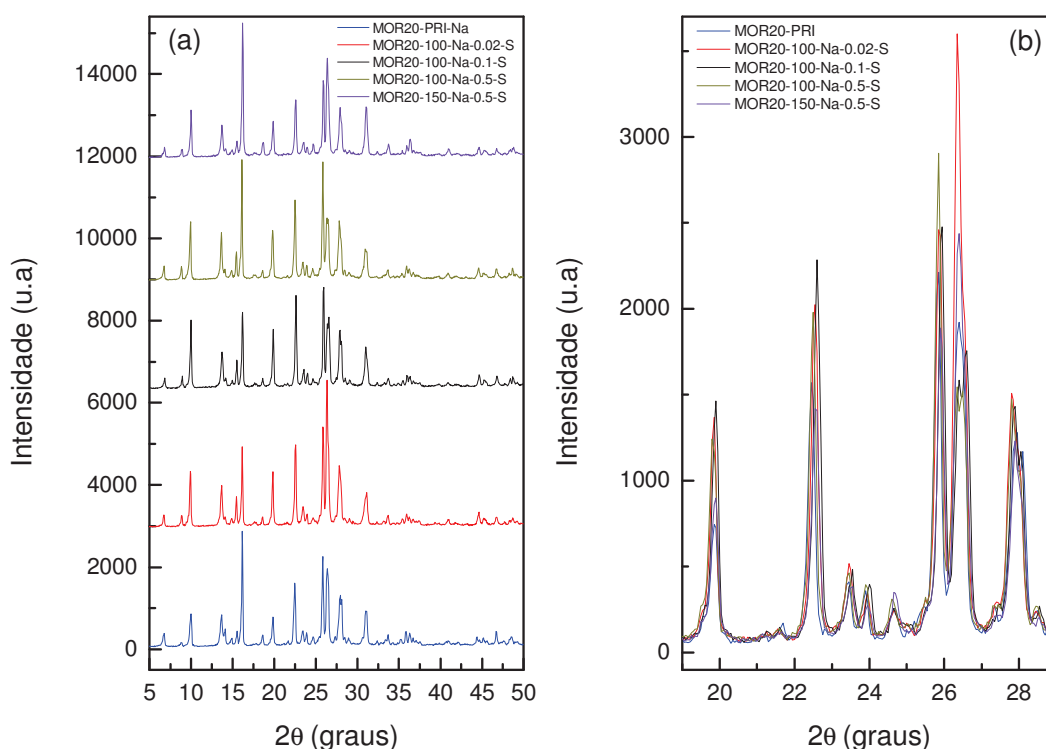 (a)
MOR20-PRI-Na
MOR20-100-Na-0.02-S
MOR20-100-Na-0.1-S
MOR20-100-Na-0.5-S
MOR20-150-Na-0.5-S
14000
12000
10000
8000
6000
4000
2000
0
Intensidade (u.a)
5 10 15 20 25 30 35 40 45 50
2θ (graus)
(b)
MOR20-PRI
MOR20-100-Na-0.02-S
MOR20-100-Na-0.1-S
MOR20-100-Na-0.5-S
MOR20-150-Na-0.5-S
3000
2000
1000
0
Intensidade (u.a)
20 22 24 26 28
2θ (graus)